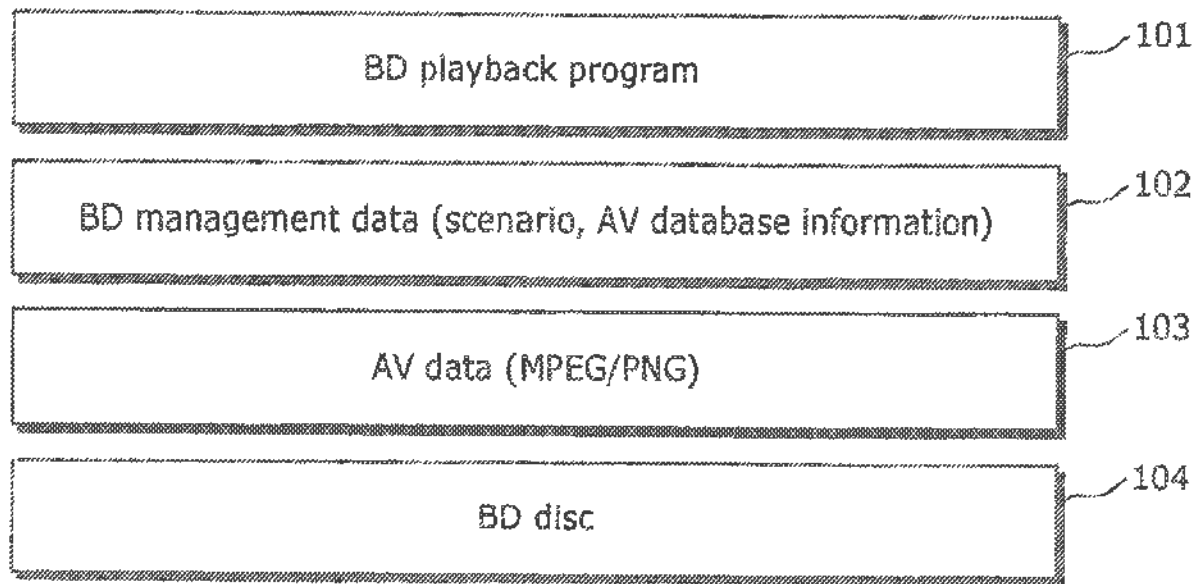 BD playback program
101
BD management data (scenario, AV database information)
102
AV data (MPEG/PNG)
103
BD disc
104